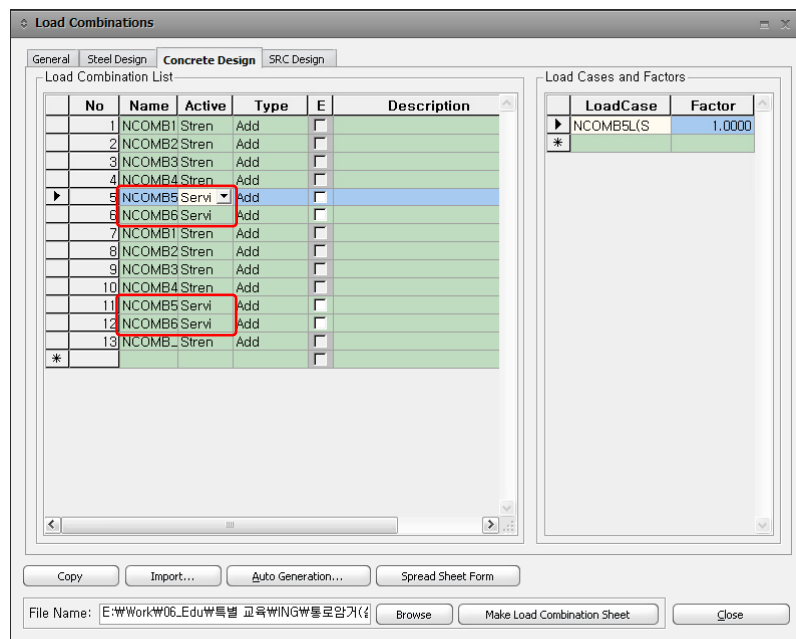 Load Combinations
General Steel Design Concrete Design SRC Design
Load Combination List
No Name Active Type E Description
1 NCOMB1 Stren Add
2 NCOMB2 Stren Add
3 NCOMB3 Stren Add
4 NCOMB4 Stren Add
5 NCOMB5 Servi Add
6 NCOMB6 Servi Add
7 NCOMB1 Stren Add
8 NCOMB2 Stren Add
9 NCOMB3 Stren Add
10 NCOMB4 Stren Add
11 NCOMB5 Servi Add
12 NCOMB6 Servi Add
13 NCOMB_ Stren Add
*
Load Cases and Factors
LoadCase Factor
NCOMB5L(S 1.0000
*
Copy Import... Auto Generation... Spread Sheet Form
File Name: E:₩Work₩06_Edu₩특별 교육₩ING₩통로암거( Browse Make Load Combination Sheet Close